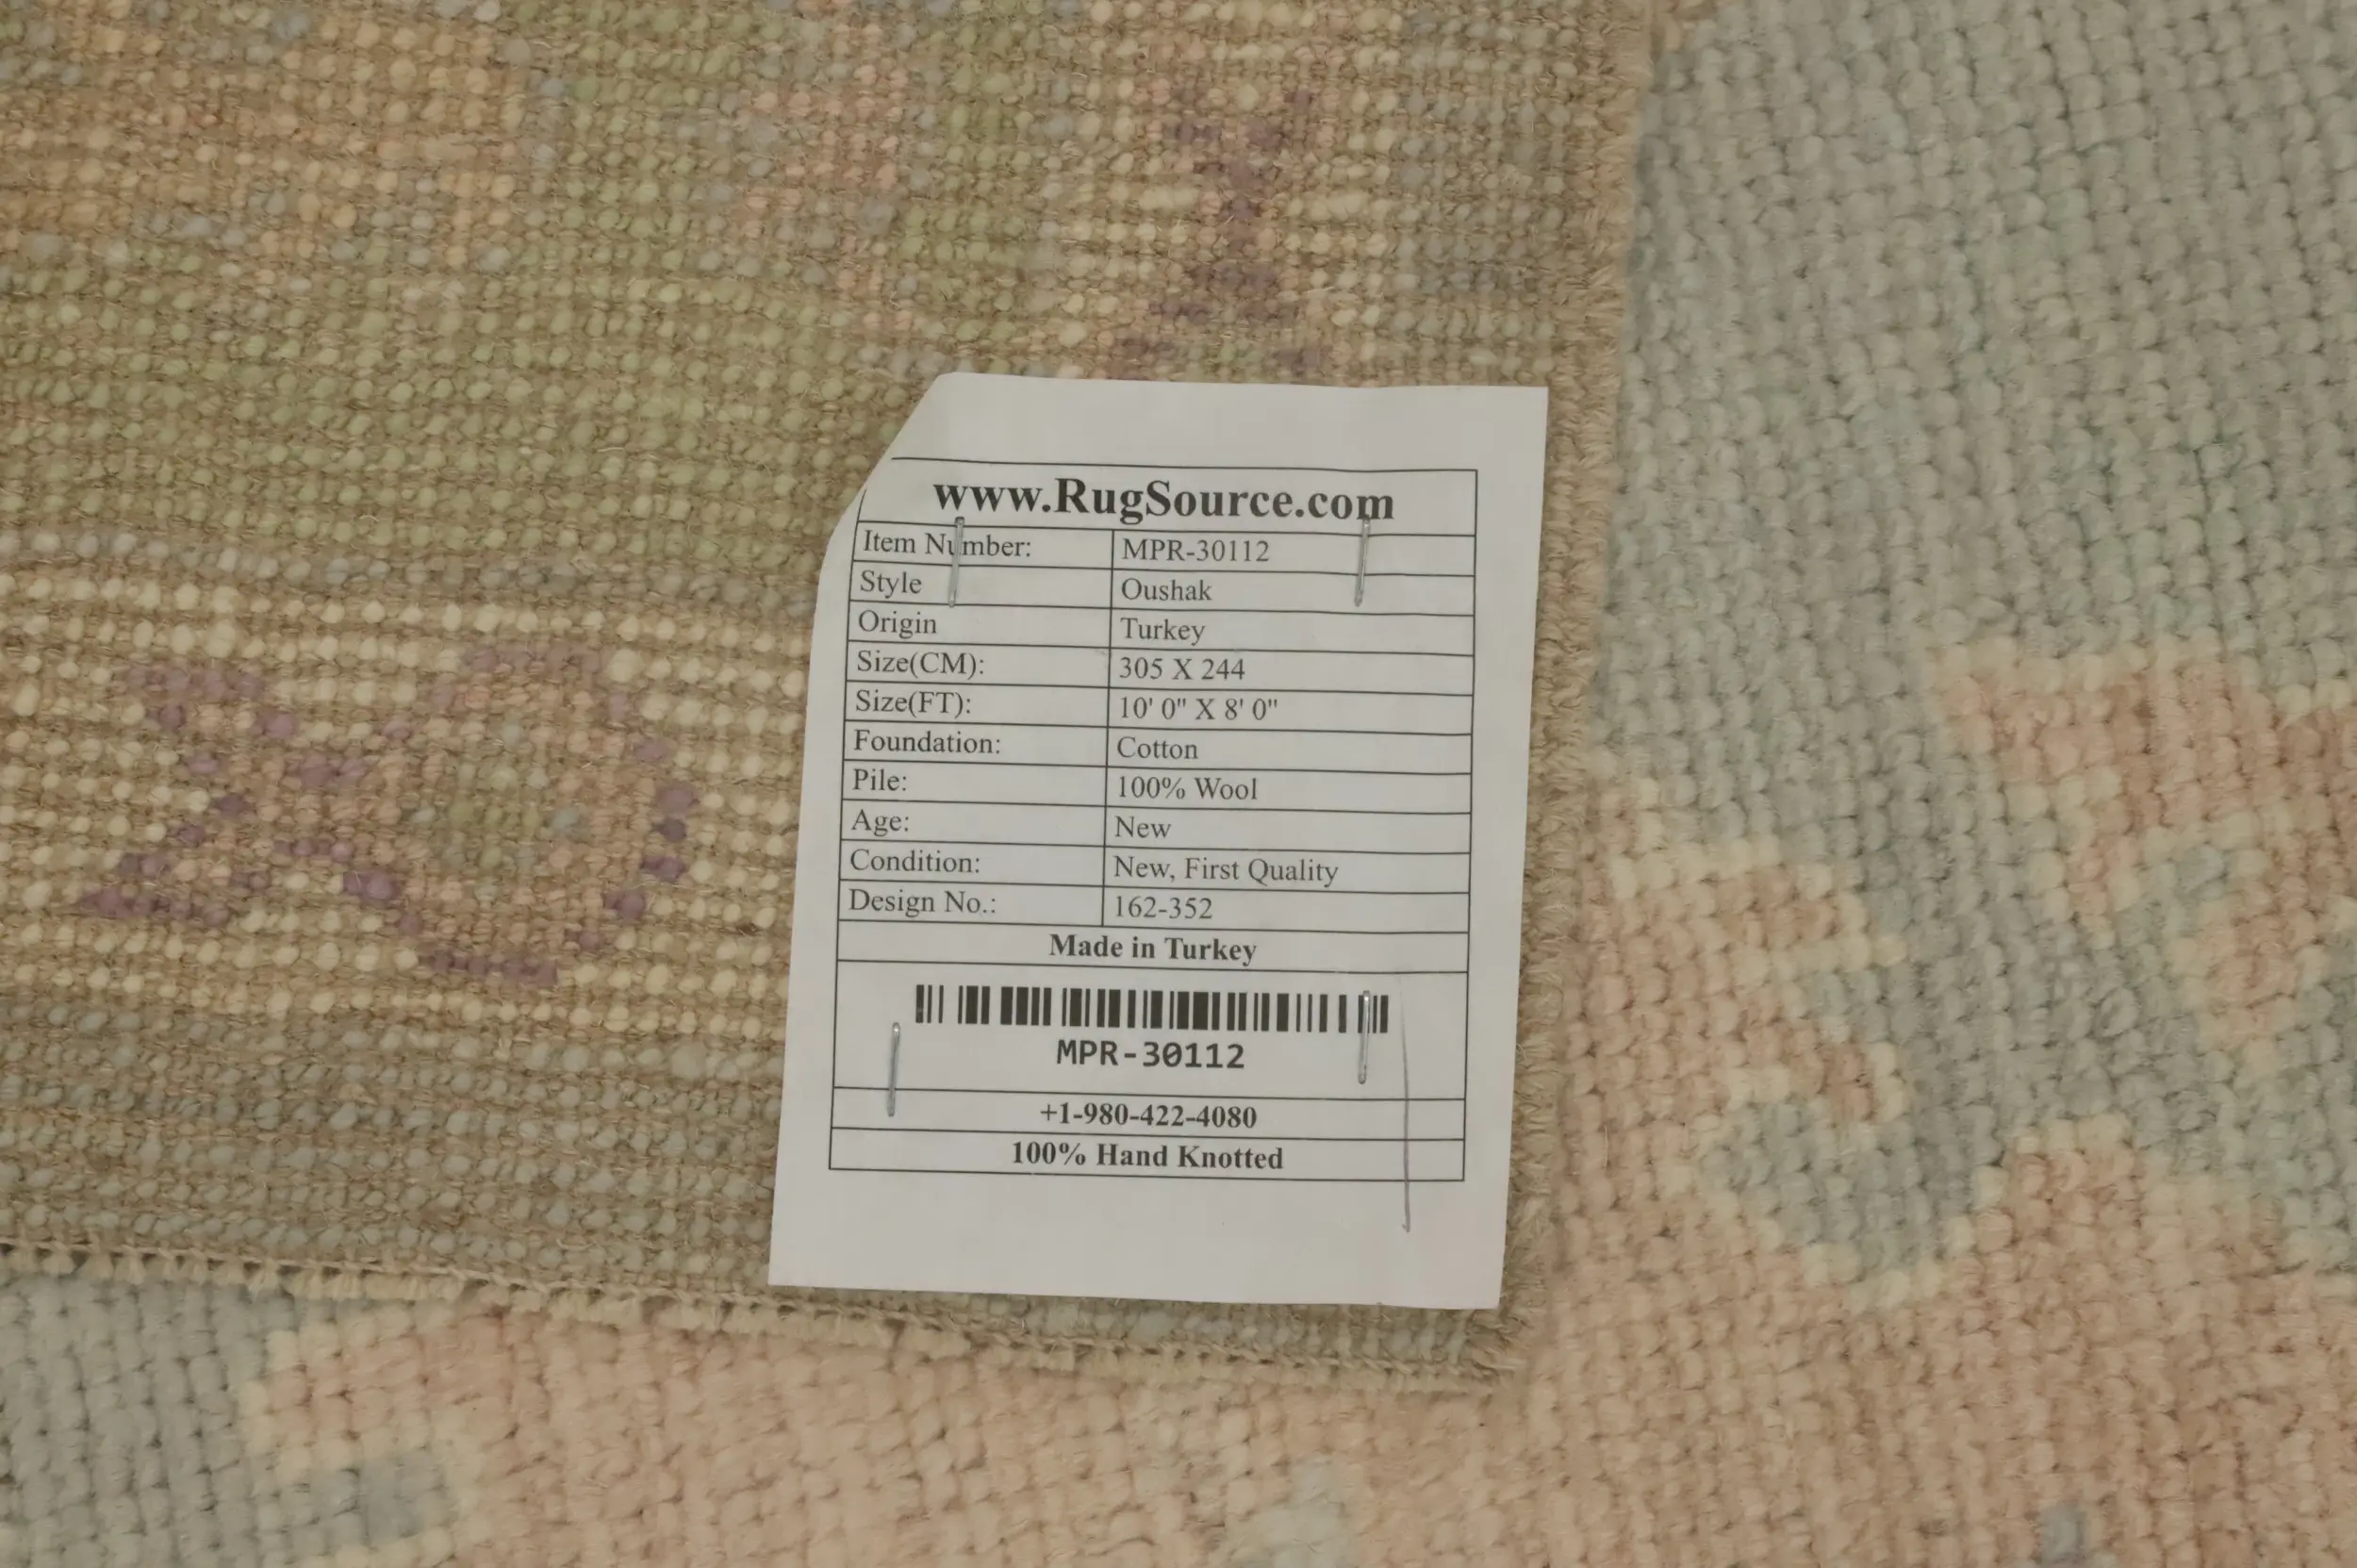 www.RugSource.com
Item Number: MPR-30112
Style Oushak
Origin Turkey
Size(CM): 305 X 244
Size(FT): 10' 0" X 8' 0"
Foundation: Cotton
Pile: 100% Wool
Age: New
Condition: New, First Quality
Design No.: 162-352
Made in Turkey
MPR-30112
+1-980-422-4080
100% Hand Knotted